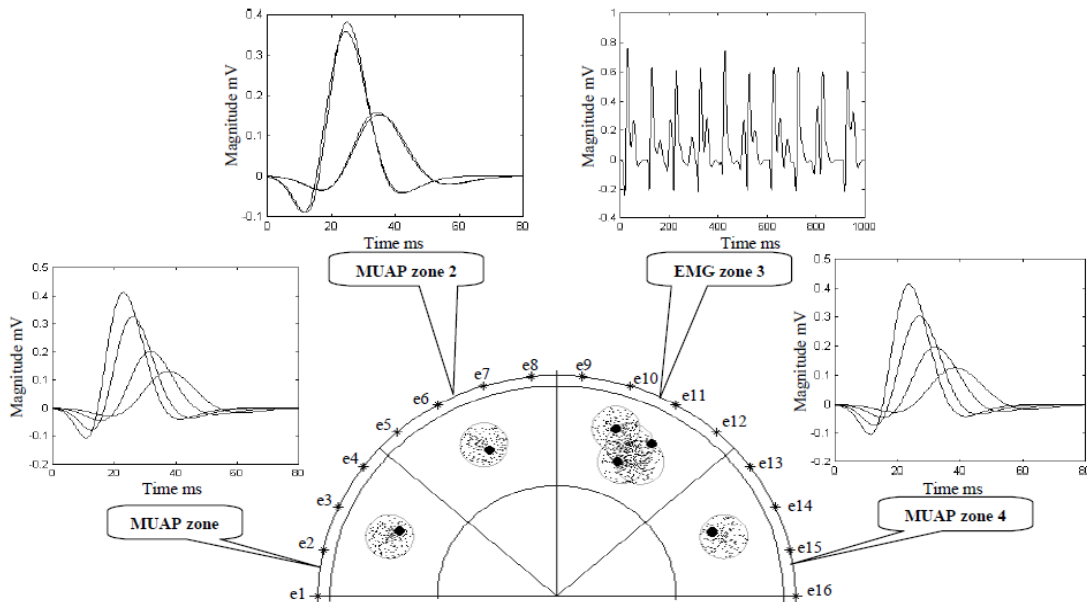 0.4
0.3
0.2
0.1
0
-0.1
Magnitude mV
0 20 40 60 80
Time ms
1
0.8
0.6
0.4
0.2
0
-0.2
-0.4
Magnitude mV
0 200 400 600 800 1000
Time ms
MUAP zone 2
EMG zone 3
0.5
0.4
0.3
0.2
0.1
0
-0.1
-0.2
Magnitude mV
0 20 40 60 80
Time ms
MUAP zone
0.5
0.4
0.3
0.2
0.1
0
-0.1
-0.2
Magnitude mV
0 20 40 60 80
Time ms
MUAP zone 4
e1
e2
e3
e4
e5
e6
e7
e8
e9
e10
e11
e12
e13
e14
e15
e16